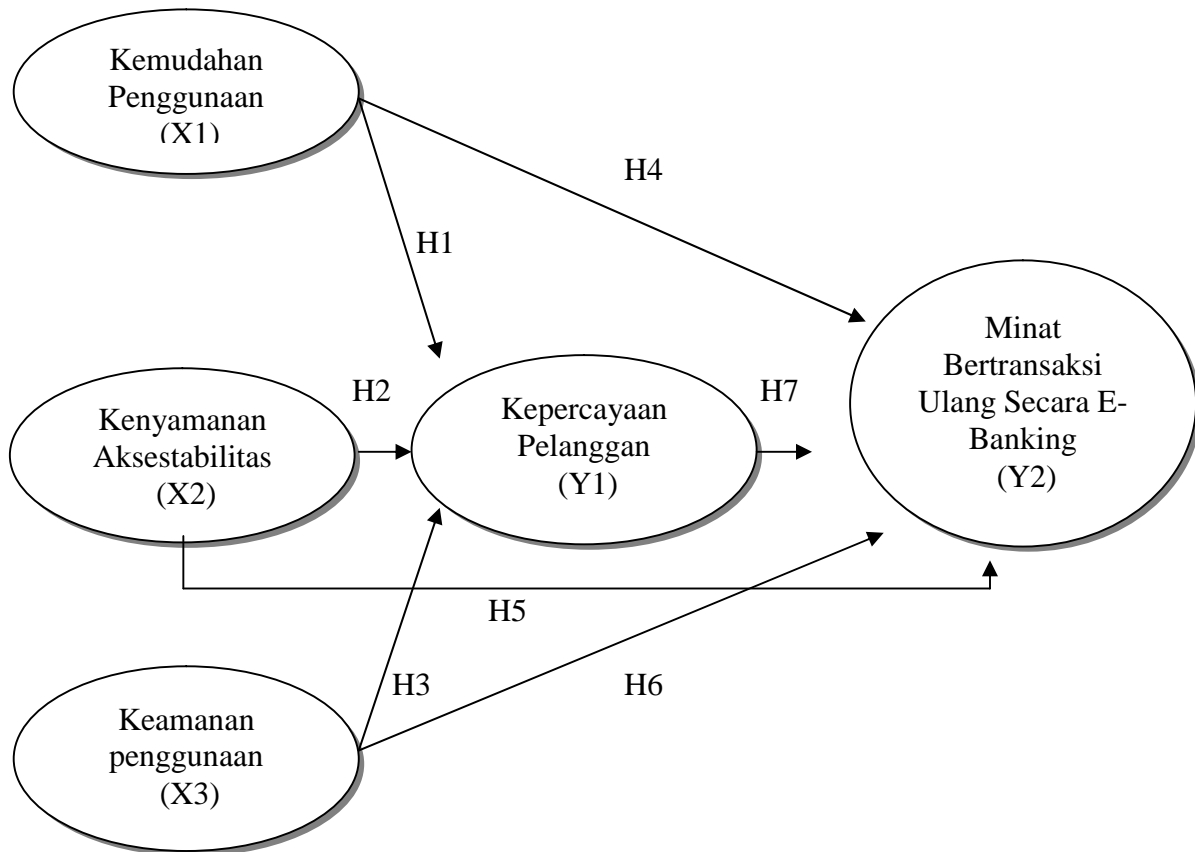 Kemudahan
Penggunaan
(X1)
H4
H1
Minat
Bertransaksi
Ulang Secara E-
Banking
(Y2)
H2
H7
Kenyamanan
Aksestabilitas
(X2)
Kepercayaan
Pelanggan
(Y1)
H5
H3
H6
Keamanan
penggunaan
(X3)